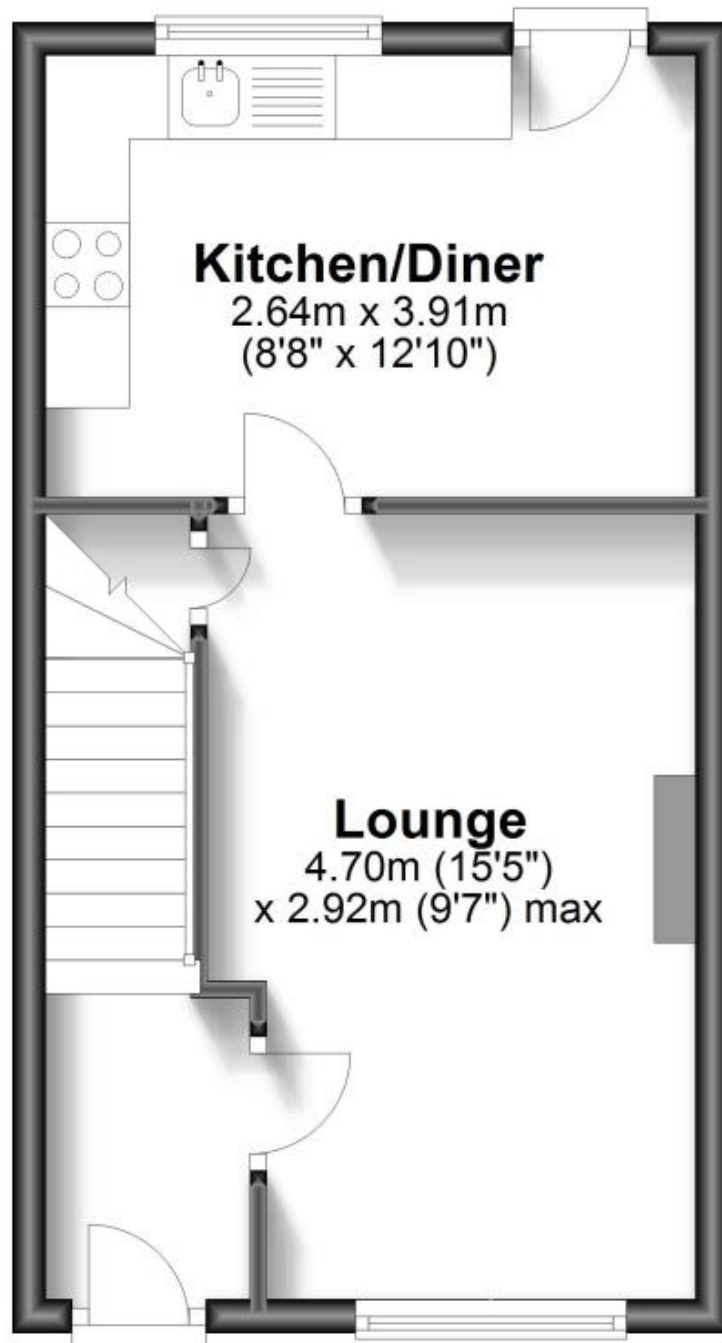 Kitchen/Diner
2.64m x 3.91m
(8'8" x 12'10")
Lounge
4.70m (15'5")
x 2.92m (9'7") max